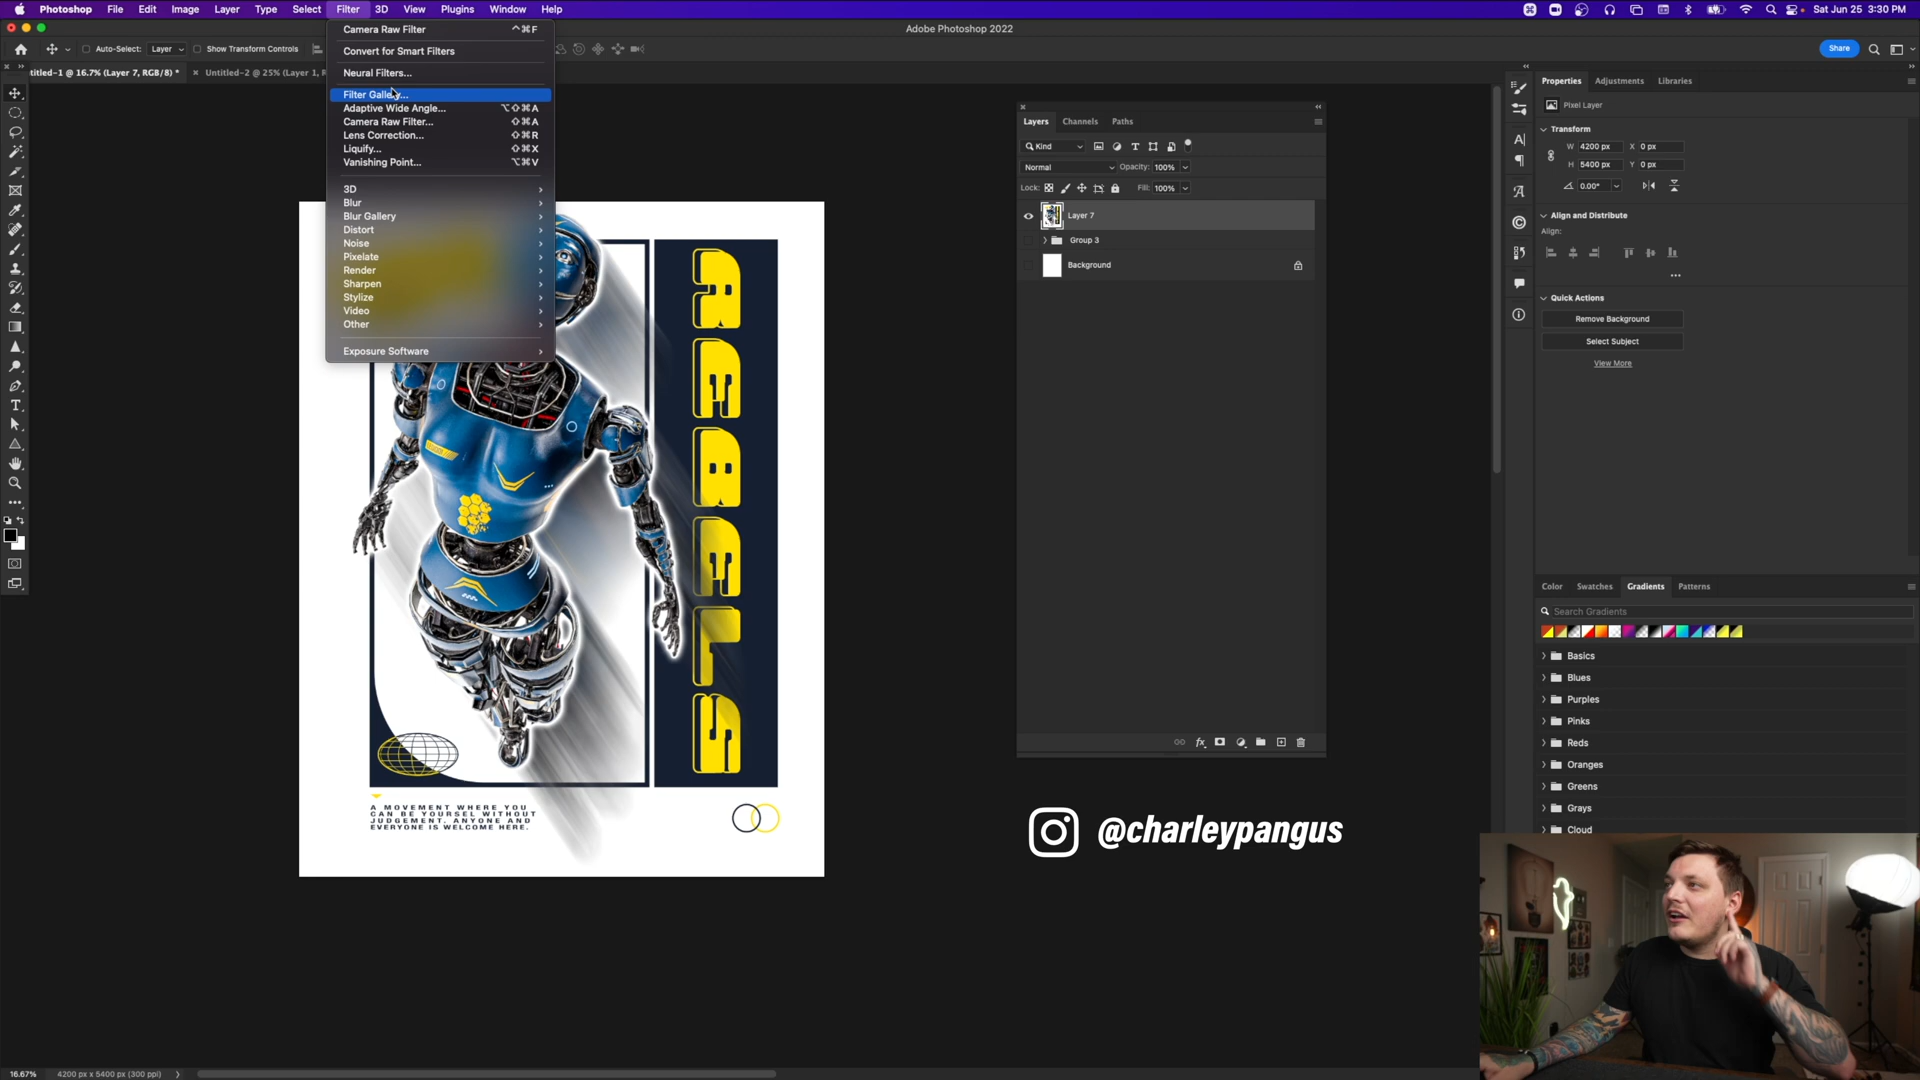 Photoshop File Edit Image Layer Type Select Filter 3D View Plugins Window Help
Sat Jun 25 3:30 PM
Adobe Photoshop 2022
Auto-Select: Layer Show Transform Controls
Share
ntitled-1 @ 16.7% (Layer 7, RGB/8) *
Untitled-2 @ 25% (Layer 1, R
Camera Raw Filter ⌃⌘F
Convert for Smart Filters
Neural Filters...
Filter Gallery...
Adaptive Wide Angle... ⌥⇧⌘A
Camera Raw Filter... ⇧⌘A
Lens Correction... ⇧⌘R
Liquify... ⇧⌘X
Vanishing Point... ⌥⌘V
3D
Blur
Blur Gallery
Distort
Noise
Pixelate
Render
Sharpen
Stylize
Video
Other
Exposure Software
REBELS
A MOVEMENT WHERE YOU
CAN BE YOURSEL WITHOUT
JUDGEMENT. ANYONE AND
EVERYONE IS WELCOME HERE.
Layers Channels Paths
Kind
Normal Opacity: 100%
Lock: Fill: 100%
Layer 7
Group 3
Background
fx
@charleypangus
Properties Adjustments Libraries
Pixel Layer
Transform
W 4200 px X 0 px
H 5400 px Y 0 px
0.00°
Align and Distribute
Align:
Quick Actions
Remove Background
Select Subject
View More
Color Swatches Gradients Patterns
Search Gradients
Basics
Blues
Purples
Pinks
Reds
Oranges
Greens
Grays
Cloud
16.67% 4200 px x 5400 px (300 ppi)